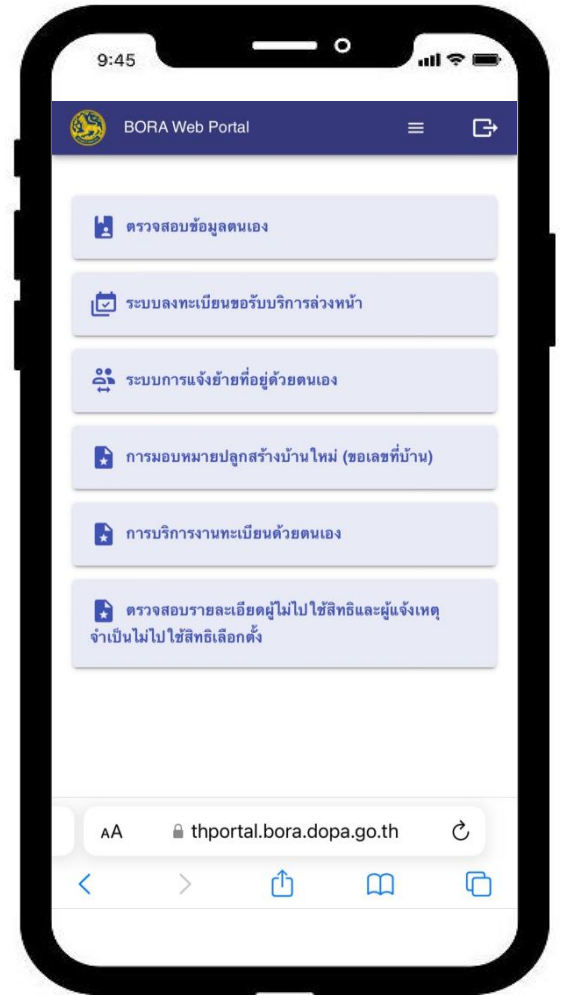 9:45
BORA Web Portal
ตรวจสอบข้อมูลตนเอง
ระบบลงทะเบียนขอรับบริการล่วงหน้า
ระบบการแจ้งย้ายที่อยู่ด้วยตนเอง
การมอบหมายปลูกสร้างบ้านใหม่ (ขอเลขที่บ้าน)
การบริการงานทะเบียนด้วยตนเอง
ตรวจสอบรายละเอียดผู้ไม่ไปใช้สิทธิและผู้แจ้งเหตุ
จำเป็นไม่ไปใช้สิทธิเลือกตั้ง
AA thportal.bora.dopa.go.th